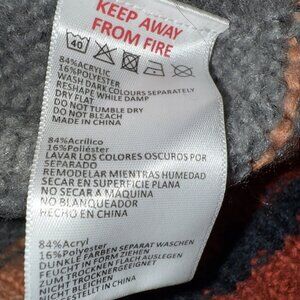 KEEP AWAY
FROM FIRE
40
84%ACRYLIC
16%POLYESTER
WASH DARK COLOURS SEPARATELY
RESHAPE WHILE DAMP
DRY FLAT
DO NOT TUMBLE DRY
DO NOT BLEACH
MADE IN CHINA
84%Acrílico
16%Poliéster
LAVAR LOS COLORES OSCUROS POR
SEPARADO
REMODELAR MIENTRAS HUMEDAD
SECAR EN SUPERFICIE PLANA
NO SECAR A MAQUINA
NO BLANQUEADOR
HECHO EN CHINA
84%Acryl
16%Polyester
DUNKLE FARBEN SEPARAT WASCHEN
FEUCHT IN FORM ZIEHEN
ZUM TROCKNEN FLACH AUSLEGEN
NICHT TROCKNERGEEIGNET
NICHT BLEICHEN
HERGESTELLT IN CHINA